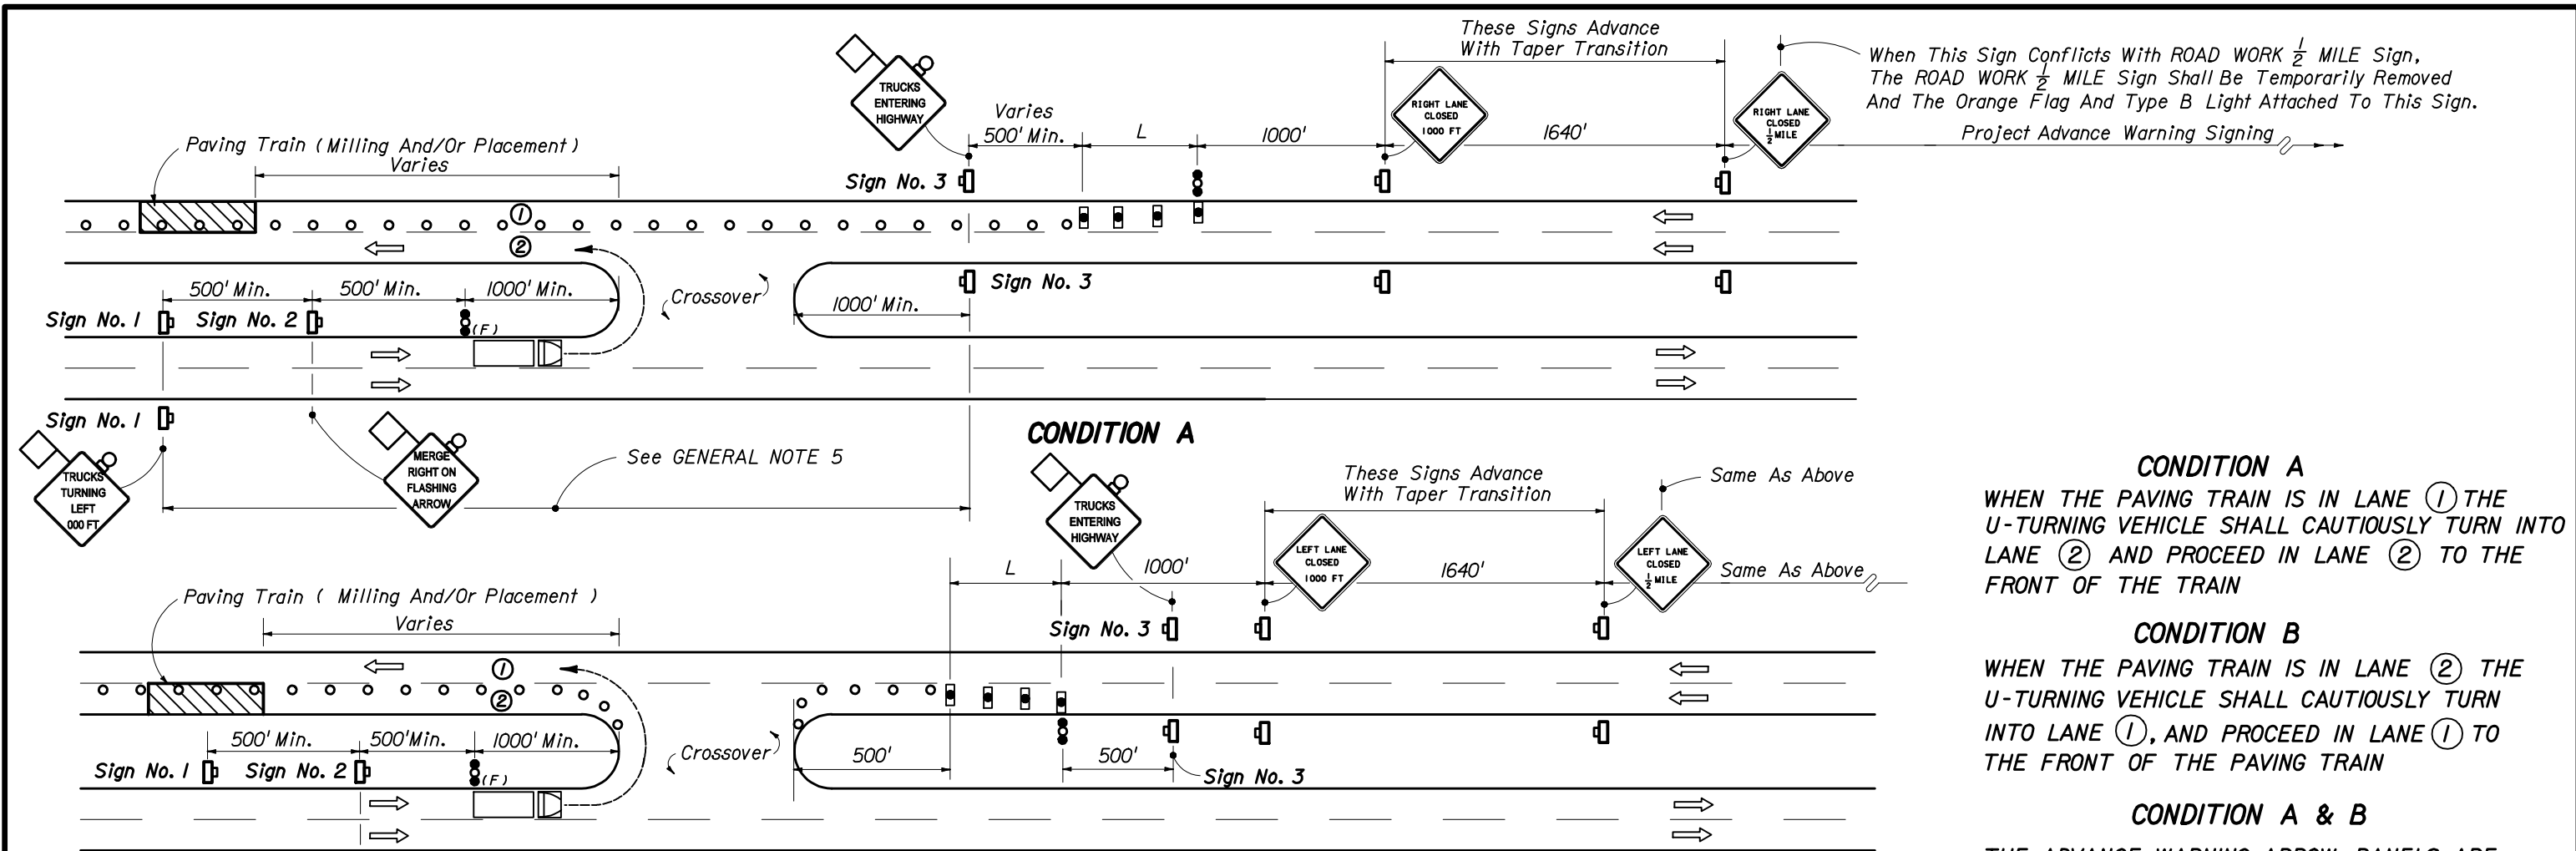 These Signs Advance
With Taper Transition
When This Sign Conflicts With ROAD WORK 1/2 MILE Sign,
The ROAD WORK 1/2 MILE Sign Shall Be Temporarily Removed
And The Orange Flag And Type B Light Attached To This Sign.
TRUCKS
ENTERING
HIGHWAY
Varies
500' Min.
L
1000'
RIGHT LANE
CLOSED
1000 FT
1640'
RIGHT LANE
CLOSED
1/2 MILE
Project Advance Warning Signing
Paving Train ( Milling And/Or Placement )
Varies
Sign No. 3
1
2
500' Min.
500' Min.
1000' Min.
Crossover
1000' Min.
Sign No. 3
Sign No. 1
Sign No. 2
(F)
Sign No. 1
TRUCKS
TURNING
LEFT
000 FT
MERGE
RIGHT ON
FLASHING
ARROW
See GENERAL NOTE 5
CONDITION A
TRUCKS
ENTERING
HIGHWAY
These Signs Advance
With Taper Transition
Same As Above
L
1000'
LEFT LANE
CLOSED
1000 FT
1640'
LEFT LANE
CLOSED
1/2 MILE
Same As Above
Paving Train ( Milling And/Or Placement )
Varies
Sign No. 3
1
2
500' Min.
500'Min.
1000' Min.
Crossover
500'
500'
Sign No. 1
Sign No. 2
(F)
Sign No. 3
CONDITION A
WHEN THE PAVING TRAIN IS IN LANE 1 THE
U-TURNING VEHICLE SHALL CAUTIOUSLY TURN INTO
LANE 2 AND PROCEED IN LANE 2 TO THE
FRONT OF THE TRAIN
CONDITION B
WHEN THE PAVING TRAIN IS IN LANE 2 THE
U-TURNING VEHICLE SHALL CAUTIOUSLY TURN
INTO LANE 1, AND PROCEED IN LANE 1 TO
THE FRONT OF THE PAVING TRAIN
CONDITION A & B
THE ADVANCE WARNING ARROW PANELS ARE